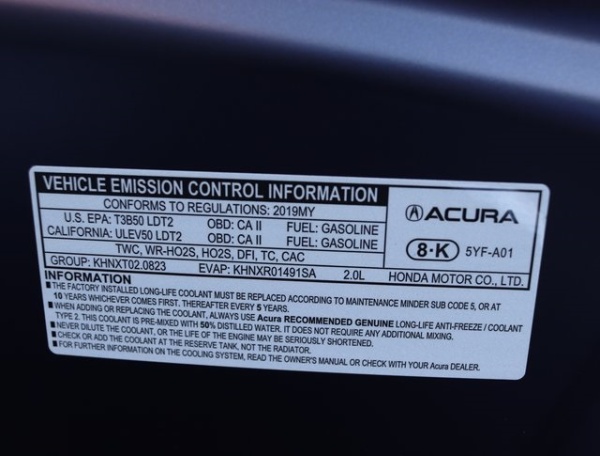 VEHICLE EMISSION CONTROL INFORMATION
CONFORMS TO REGULATIONS: 2019MY
U.S. EPA: T3B50 LDT2 OBD: CA II FUEL: GASOLINE
CALIFORNIA: ULEV50 LDT2 OBD: CA II FUEL: GASOLINE
TWC, WR-HO2S, HO2S, DFI, TC, CAC
GROUP: KHNXT02.0823 EVAP: KHNXR01491SA 2.0L
ACURA
8·K 5YF-A01
HONDA MOTOR CO., LTD.
INFORMATION
■ THE FACTORY INSTALLED LONG-LIFE COOLANT MUST BE REPLACED ACCORDING TO MAINTENANCE MINDER SUB CODE 5, OR AT
10 YEARS WHICHEVER COMES FIRST. THEREAFTER EVERY 5 YEARS.
■ WHEN ADDING OR REPLACING THE COOLANT, ALWAYS USE Acura RECOMMENDED GENUINE LONG-LIFE ANTI-FREEZE / COOLANT
TYPE 2. THIS COOLANT IS PRE-MIXED WITH 50% DISTILLED WATER. IT DOES NOT REQUIRE ANY ADDITIONAL MIXING.
■ NEVER DILUTE THE COOLANT, OR THE LIFE OF THE ENGINE MAY BE SERIOUSLY SHORTENED.
■ CHECK OR ADD THE COOLANT AT THE RESERVE TANK, NOT THE RADIATOR.
■ FOR FURTHER INFORMATION ON THE COOLING SYSTEM, READ THE OWNER'S MANUAL OR CHECK WITH YOUR Acura DEALER.